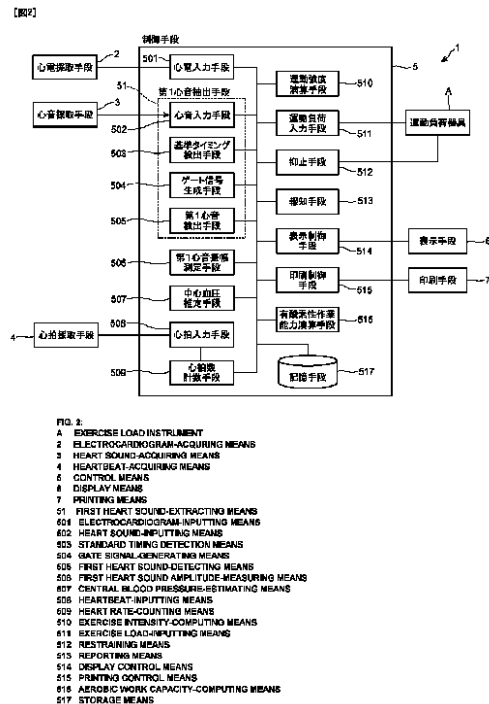 [図2]
制御手段
心電採取手段
2
501
心電入力手段
5
1
51
第1心音抽出手段
運動強度
演算手段
510
A
心音採取手段
3
心音入力手段
502
運動負荷
入力手段
511
運動負荷器具
503
基準タイミング
検出手段
抑止手段
512
504
ゲート信号
生成手段
報知手段
513
505
第1心音
検出手段
表示制御
手段
514
表示手段
6
506
第1心音振幅
測定手段
印刷制御
手段
515
印刷手段
7
507
中心血圧
推定手段
有酸素性作業
能力演算手段
516
508
4
心拍採取手段
心拍入力手段
509
心拍数
計数手段
記憶手段
517
FIG. 2:
A EXERCISE LOAD INSTRUMENT
2 ELECTROCARDIOGRAM-ACQUIRING MEANS
3 HEART SOUND-ACQUIRING MEANS
4 HEARTBEAT-ACQUIRING MEANS
5 CONTROL MEANS
6 DISPLAY MEANS
7 PRINTING MEANS
51 FIRST HEART SOUND-EXTRACTING MEANS
501 ELECTROCARDIOGRAM-INPUTTING MEANS
502 HEART SOUND-INPUTTING MEANS
503 STANDARD TIMING DETECTION MEANS
504 GATE SIGNAL-GENERATING MEANS
505 FIRST HEART SOUND-DETECTING MEANS
506 FIRST HEART SOUND AMPLITUDE-MEASURING MEANS
507 CENTRAL BLOOD PRESSURE-ESTIMATING MEANS
508 HEARTBEAT-INPUTTING MEANS
509 HEART RATE-COUNTING MEANS
510 EXERCISE INTENSITY-COMPUTING MEANS
511 EXERCISE LOAD-INPUTTING MEANS
512 RESTRAINING MEANS
513 REPORTING MEANS
514 DISPLAY CONTROL MEANS
515 PRINTING CONTROL MEANS
516 AEROBIC WORK CAPACITY-COMPUTING MEANS
517 STORAGE MEANS